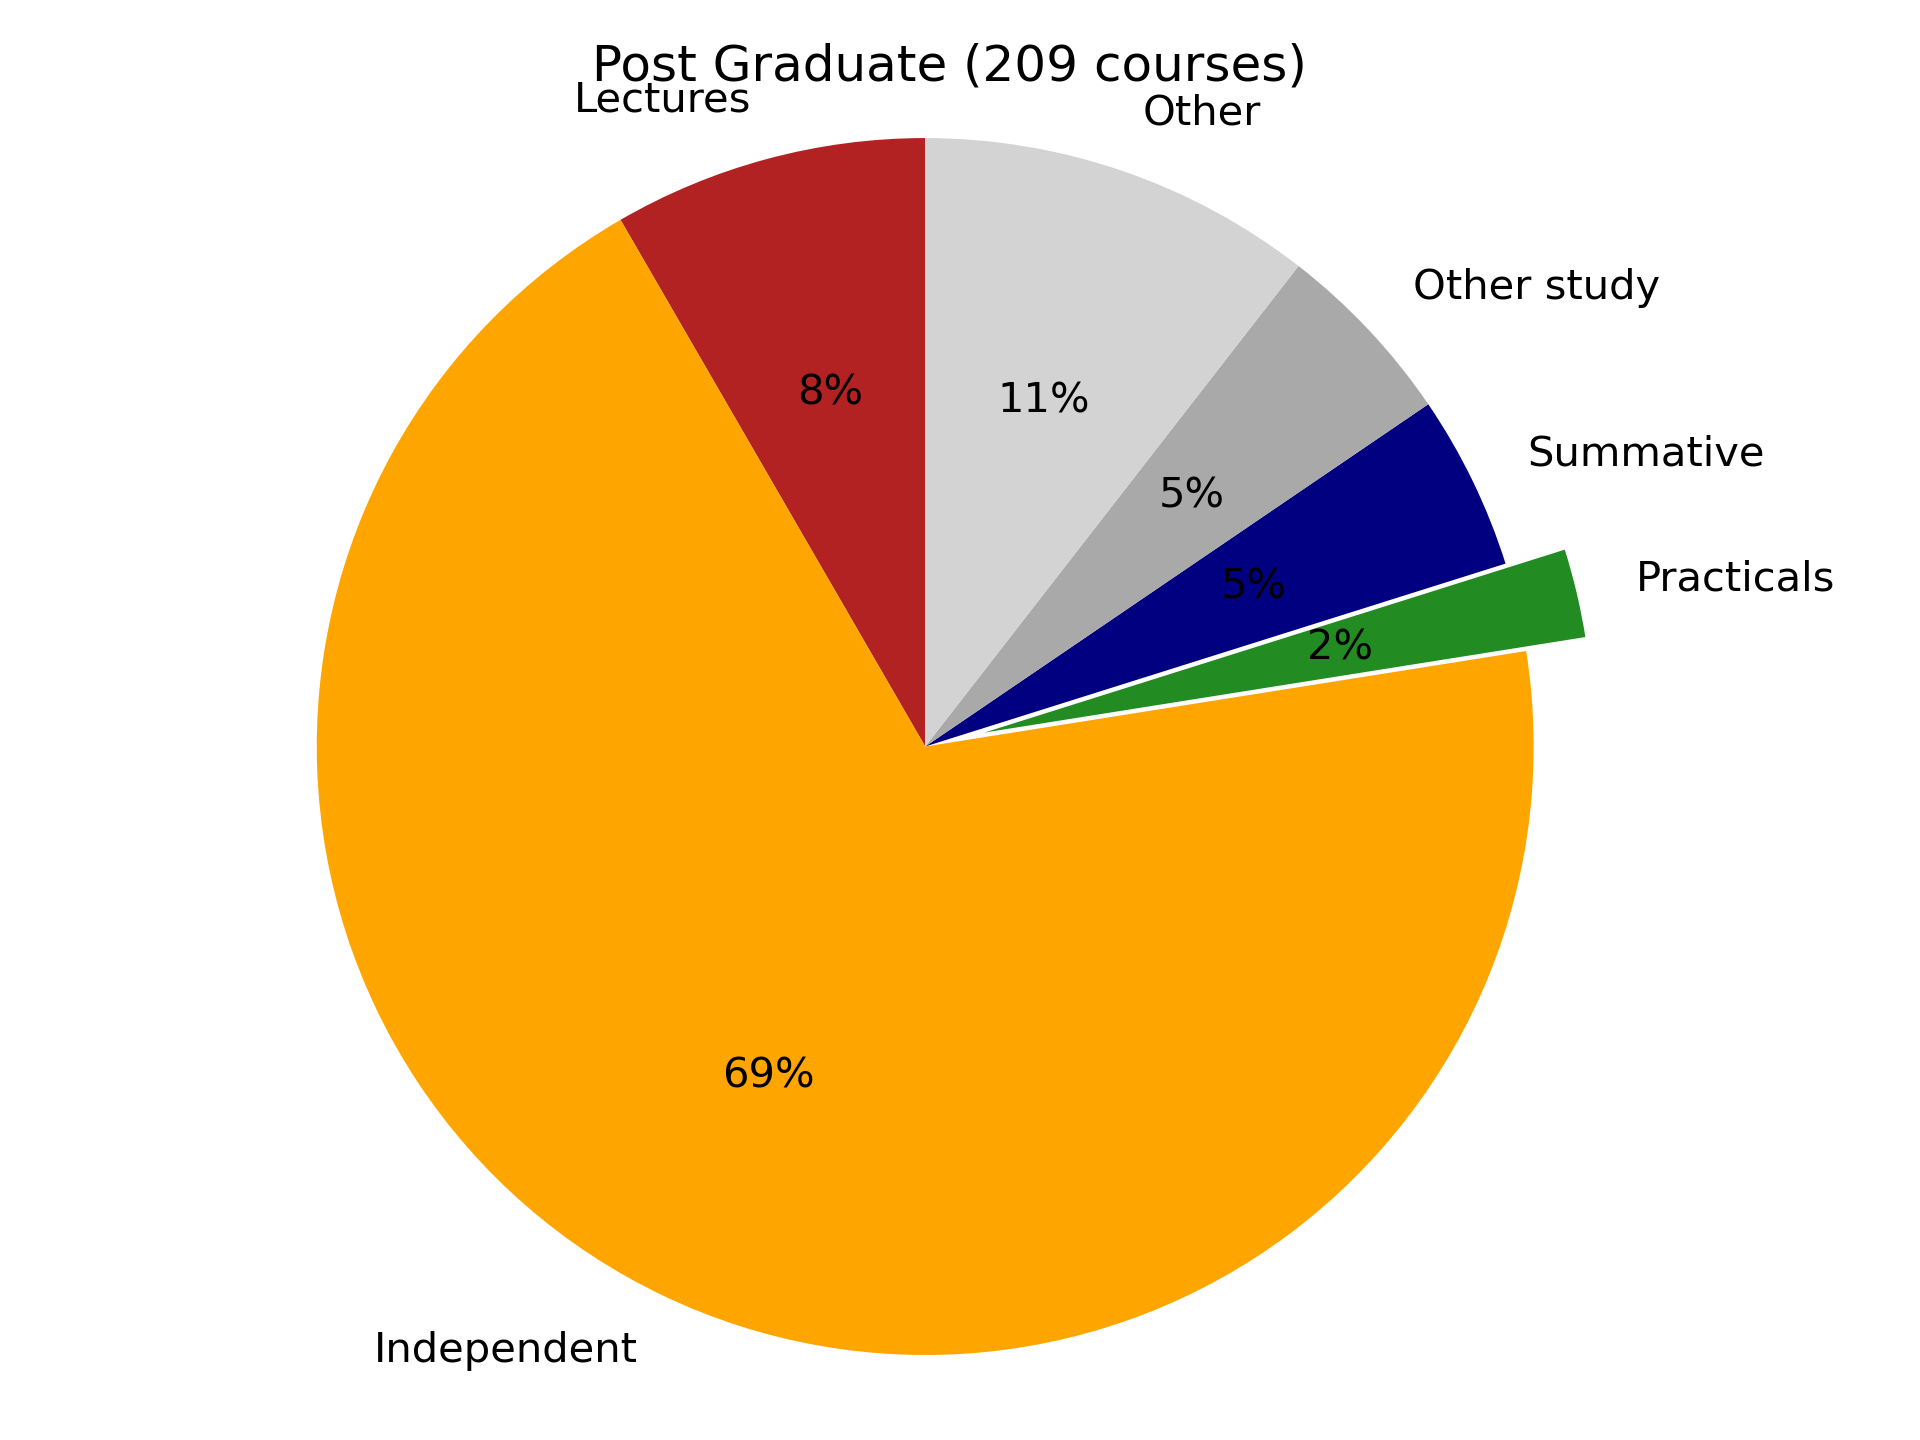 Post Graduate (209 courses)
Lectures
Other
Other study
8%
11%
Summative
5%
5%
Practicals
2%
69%
Independent